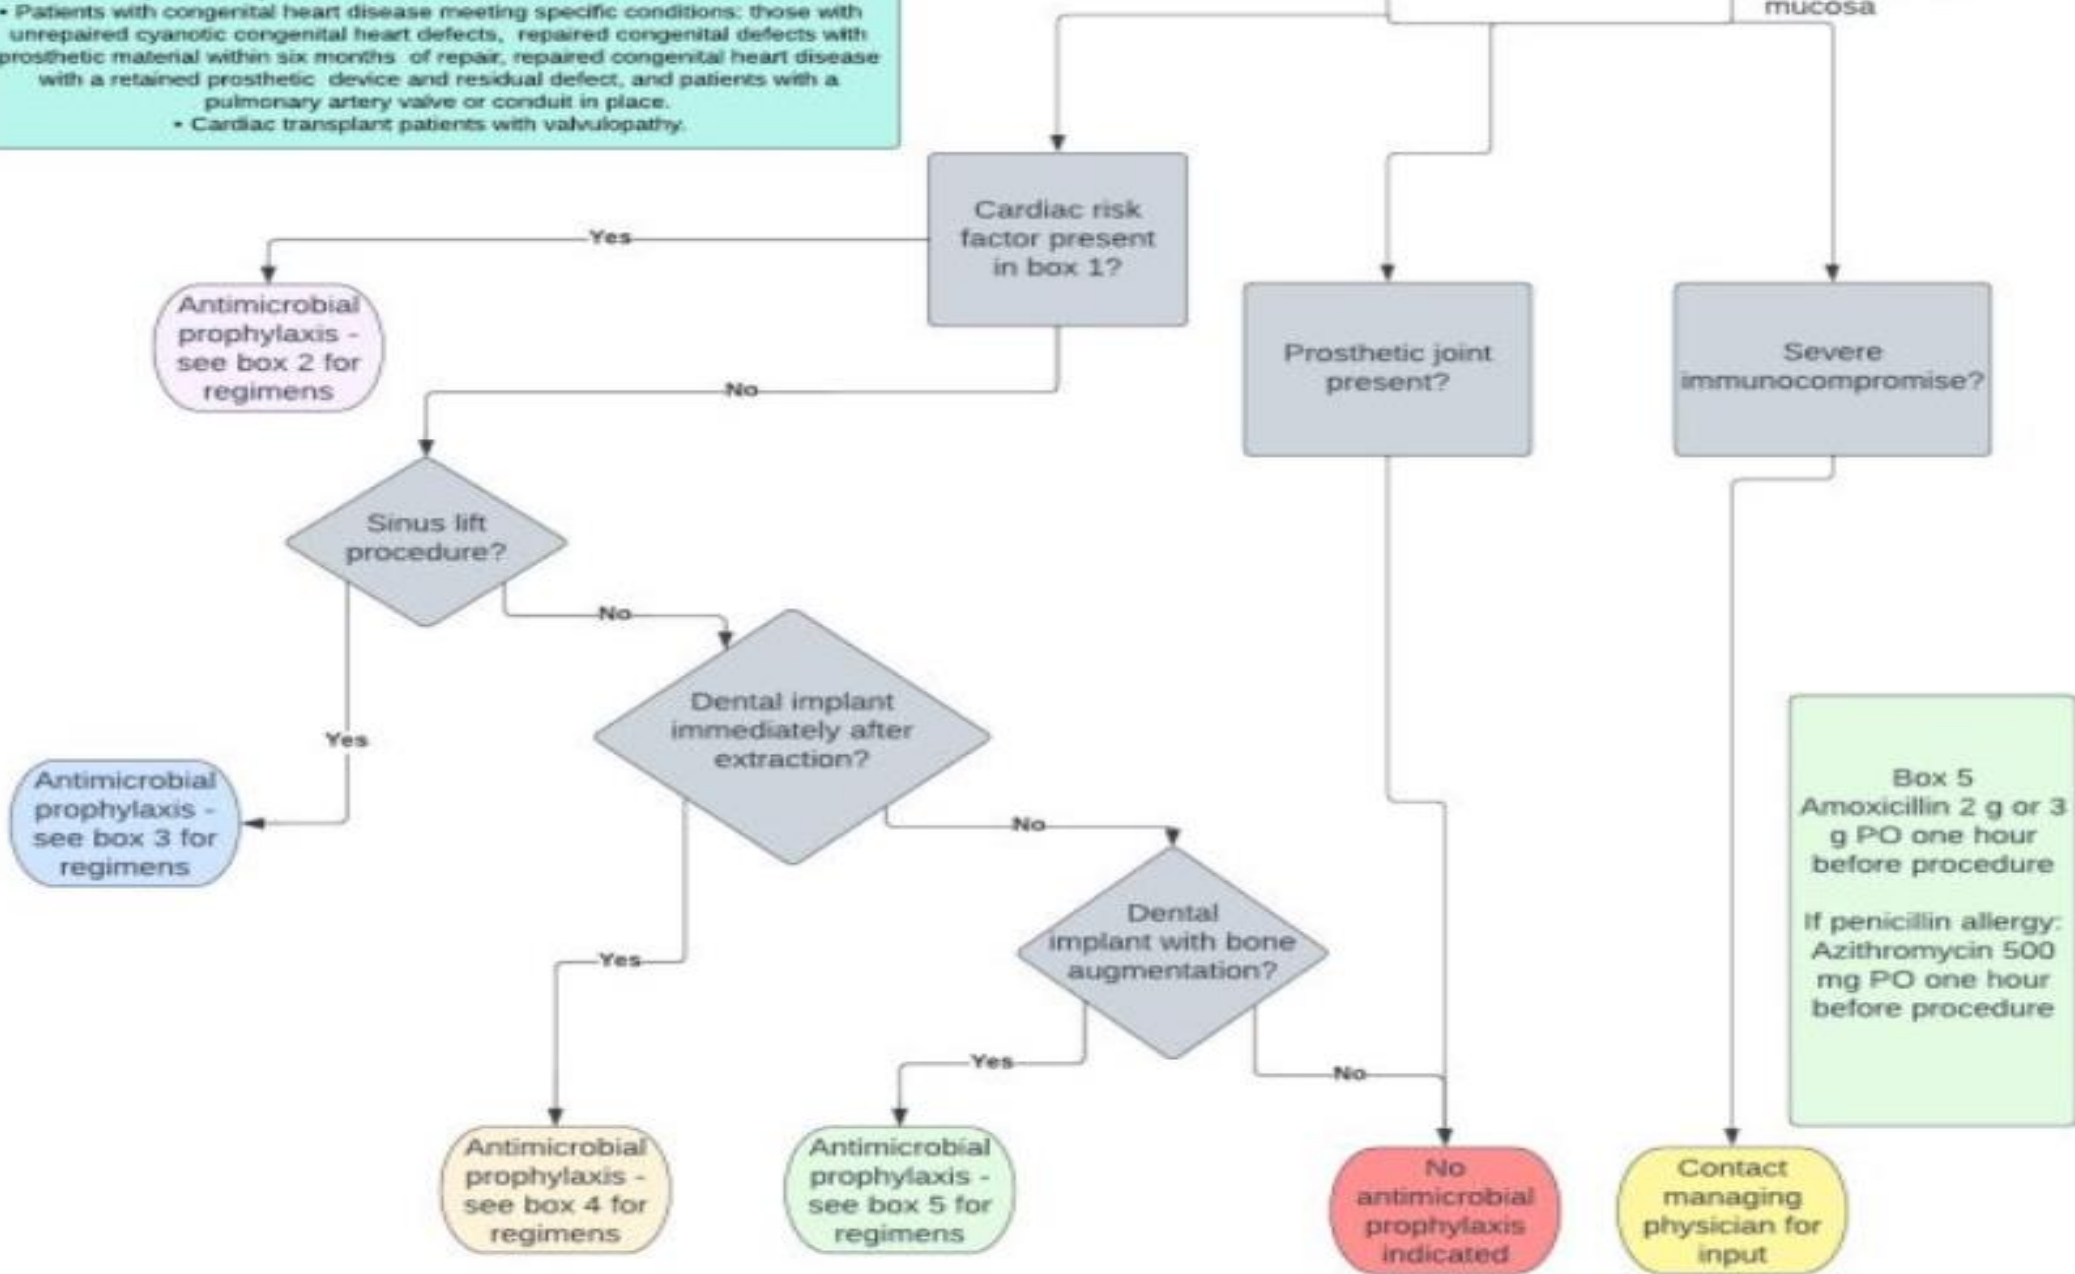 • Patients with congenital heart disease meeting specific conditions: those with
unrepaired cyanotic congenital heart defects, repaired congenital defects with
prosthetic material within six months of repair, repaired congenital heart disease
with a retained prosthetic device and residual defect, and patients with a
pulmonary artery valve or conduit in place.
• Cardiac transplant patients with valvulopathy.
mucosa
Cardiac risk
factor present
in box 1?
Yes
Antimicrobial
prophylaxis -
see box 2 for
regimens
No
Prosthetic joint
present?
Severe
immunocompromise?
Sinus lift
procedure?
No
Yes
Antimicrobial
prophylaxis -
see box 3 for
regimens
Dental implant
immediately after
extraction?
No
Yes
Dental
implant with bone
augmentation?
Yes
No
Box 5
Amoxicillin 2 g or 3
g PO one hour
before procedure
If penicillin allergy:
Azithromycin 500
mg PO one hour
before procedure
Antimicrobial
prophylaxis -
see box 4 for
regimens
Antimicrobial
prophylaxis -
see box 5 for
regimens
No
antimicrobial
prophylaxis
indicated
Contact
managing
physician for
input